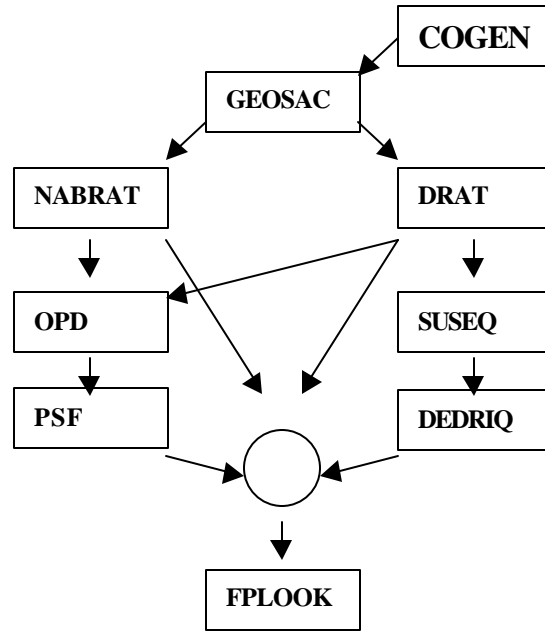 COGEN
GEOSAC
NABRAT
DRAT
OPD
SUSEQ
PSF
DEDRIQ
FPLOOK